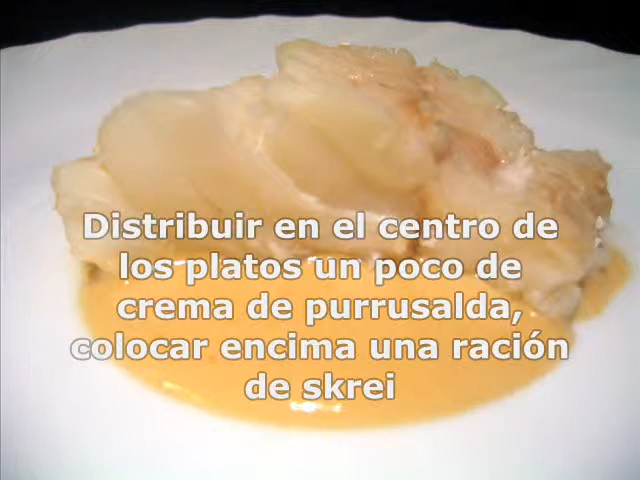 Distribuir en el centro de
los platos un poco de
crema de purrusalda,
colocar encima una ración
de skrei